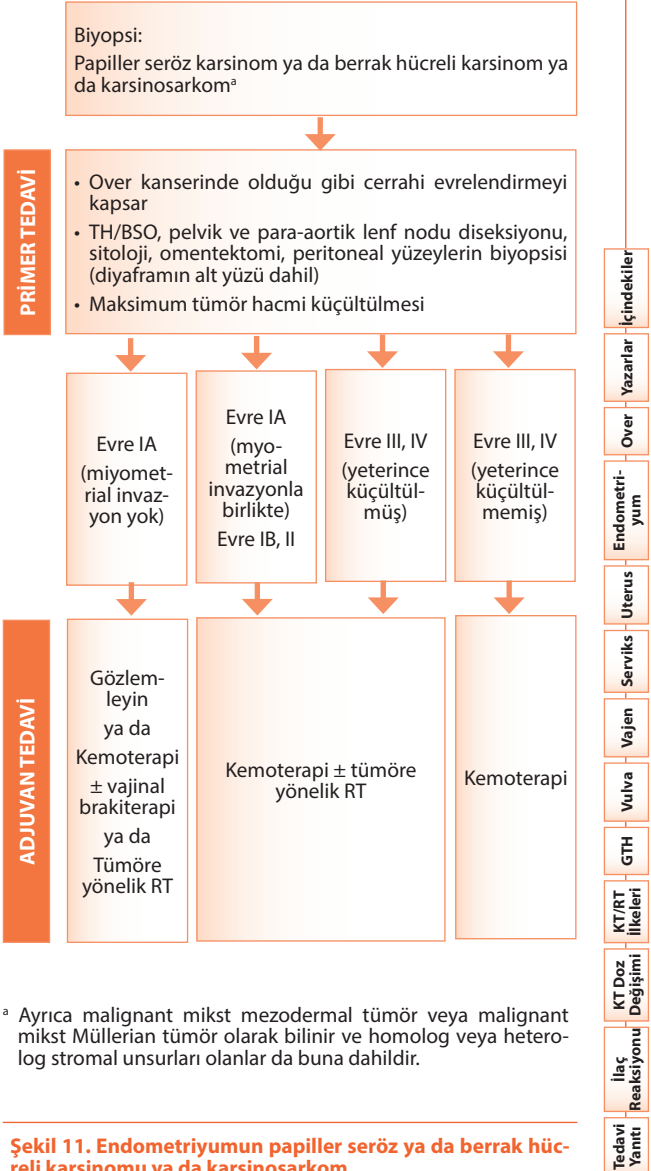 Biyopsi:
Papiller seröz karsinom ya da berrak hücreli karsinom ya
da karsinosarkomᵃ
PRİMER TEDAVİ
• Over kanserinde olduğu gibi cerrahi evrelendirmeyi
kapsar
• TH/BSO, pelvik ve para-aortik lenf nodu diseksiyonu,
sitoloji, omentektomi, peritoneal yüzeylerin biyopsisi
(diyaframın alt yüzü dahil)
• Maksimum tümör hacmi küçültülmesi
Evre IA
(miyomet-
rial invaz-
yon yok)
Evre IA
(myo-
metrial
invazyonla
birlikte)
Evre IB, II
Evre III, IV
(yeterince
küçültül-
müş)
Evre III, IV
(yeterince
küçültül-
memiş)
ADJUVAN TEDAVİ
Gözlem-
leyin
ya da
Kemoterapi
± vajinal
brakiterapi
ya da
Tümöre
yönelik RT
Kemoterapi ± tümöre
yönelik RT
Kemoterapi
ᵃ Ayrıca malignant mikst mezodermal tümör veya malignant
mikst Müllerian tümör olarak bilinir ve homolog veya hetero-
log stromal unsurları olanlar da buna dahildir.
Şekil 11. Endometriyumun papiller seröz ya da berrak hüc-
reli karsinomu ya da karsinosarkom
İçindekiler
Yazarlar
Over
Endometri-
yum
Uterus
Serviks
Vajen
Vulva
GTH
KT/RT
İlkeleri
KT Doz
Değişimi
İlaç
Reaksiyonu
Tedavi
Yanıtı